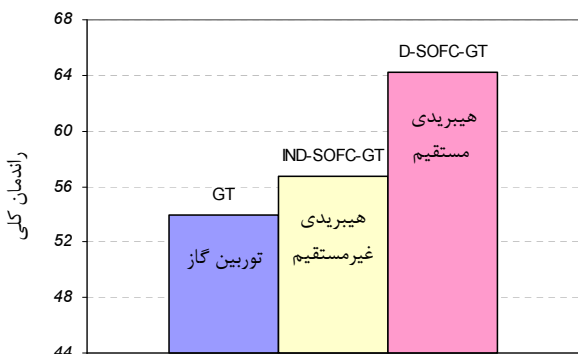 68
64
60
56
52
48
44
راندمان کلی
GT
توربین گاز
IND-SOFC-GT
هیبریدی
غیرمستقیم
D-SOFC-GT
هیبریدی
مستقیم